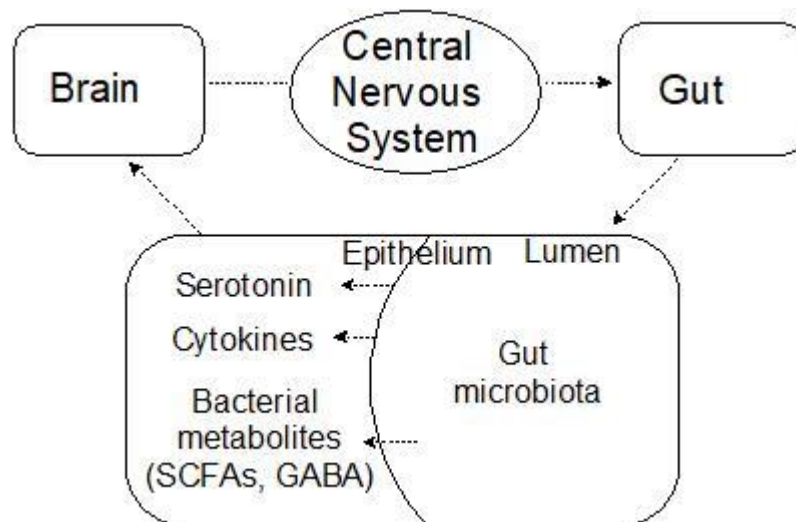 Brain
Central
Nervous
System
Gut
Epithelium
Lumen
Serotonin
Cytokines
Bacterial
metabolites
(SCFAs, GABA)
Gut
microbiota